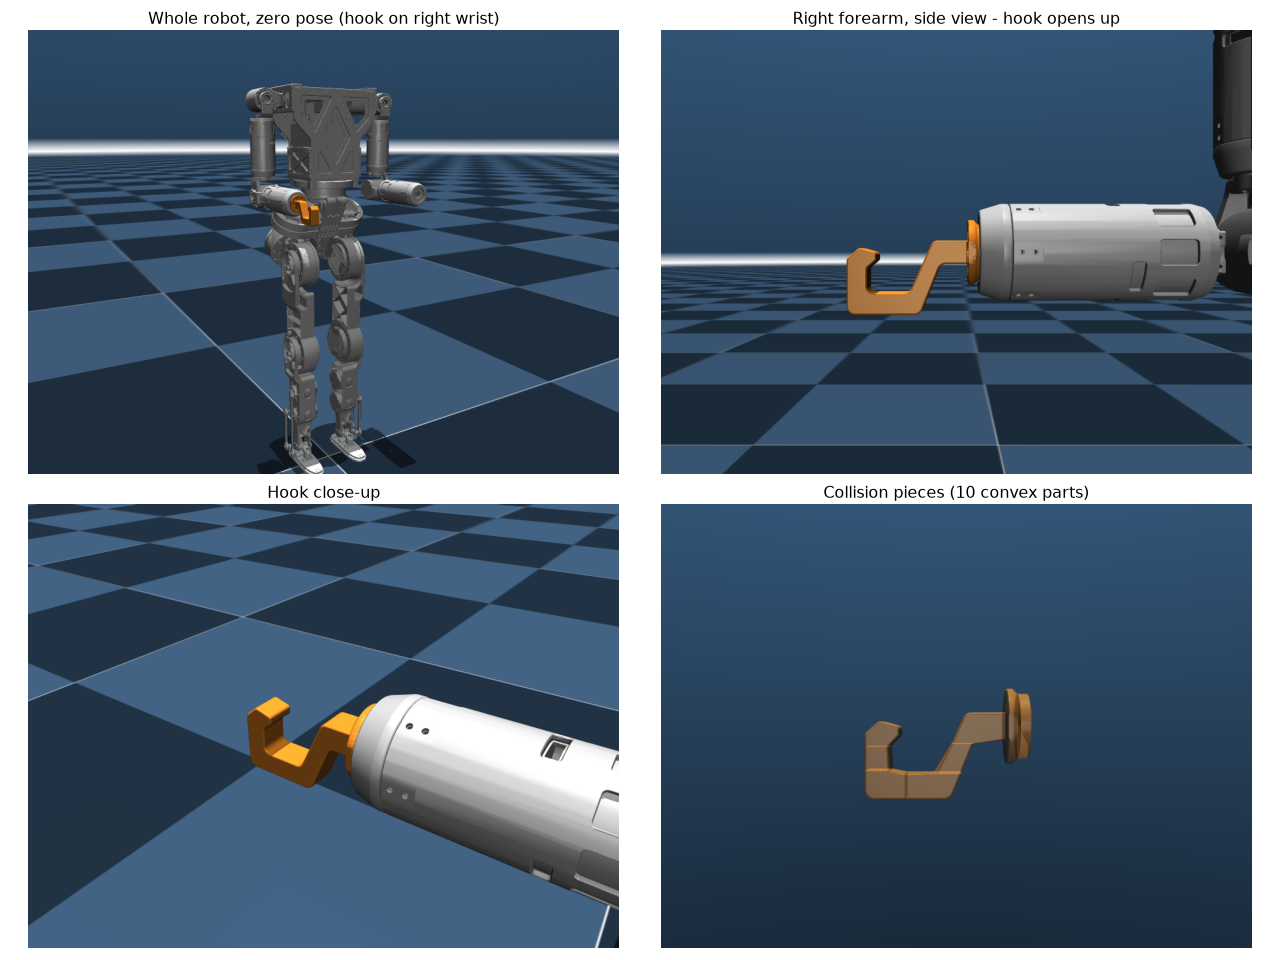 Whole robot, zero pose (hook on right wrist)
Right forearm, side view - hook opens up
Hook close-up
Collision pieces (10 convex parts)